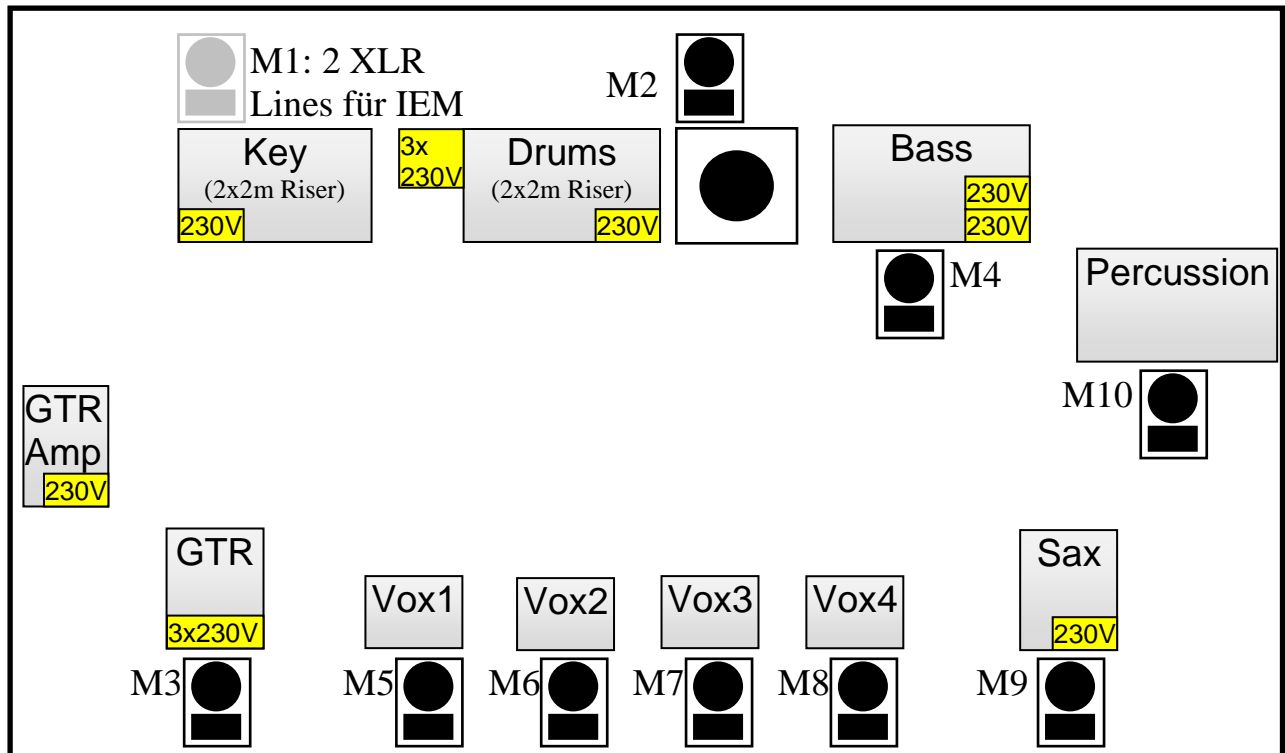 M1: 2 XLR
Lines für IEM
M2
Key
(2x2m Riser)
230V
3x
230V
Drums
(2x2m Riser)
230V
Bass
230V
230V
M4
Percussion
M10
GTR
Amp
230V
GTR
3x230V
Vox1
Vox2
Vox3
Vox4
Sax
230V
M3
M5
M6
M7
M8
M9